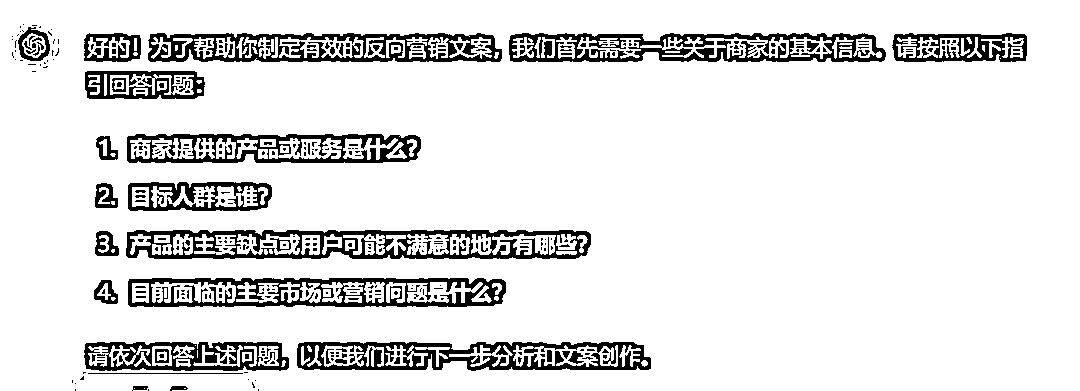 好的！为了帮助你制定有效的反向营销文案，我们首先需要一些关于商家的基本信息。请按照以下指
引回答问题：
1. 商家提供的产品或服务是什么？
2. 目标人群是谁？
3. 产品的主要缺点或用户可能不满意的地方有哪些？
4. 目前面临的主要市场或营销问题是什么？
请依次回答上述问题，以便我们进行下一步分析和文案创作。